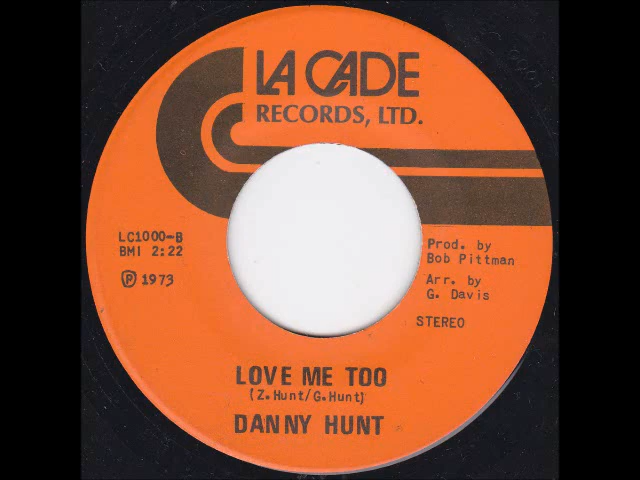 LA CADE
RECORDS, LTD.
LC1000-B
BMI 2:22
Ⓟ 1973
Prod. by
Bob Pittman
Arr. by
G. Davis
STEREO
LOVE ME TOO
(Z. Hunt/G. Hunt)
DANNY HUNT